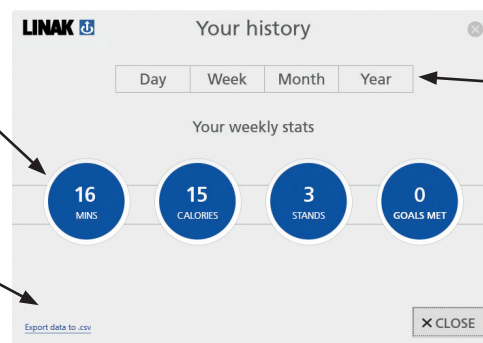 LINAK
Your history
Day Week Month Year
Your weekly stats
16 15 3 0
MINS CALORIES STANDS GOALS MET
Export data to .csv
X CLOSE